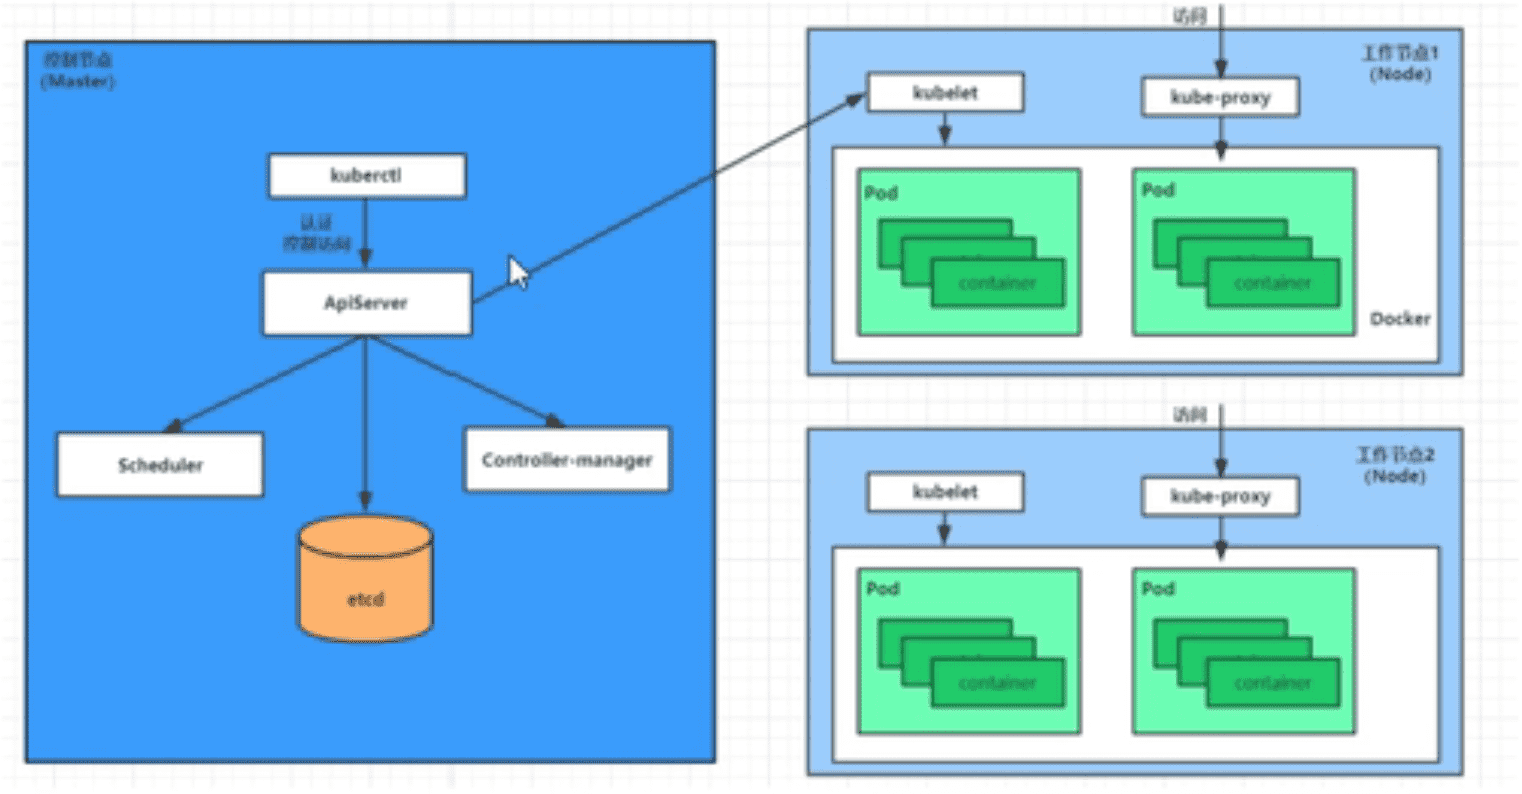 控制节点
(Master)
kuberctl
认证
控制访问
ApiServer
Scheduler
Controller-manager
etcd
访问
工作节点1
(Node)
kubelet
kube-proxy
Pod
container
Pod
container
Docker
访问
工作节点2
(Node)
kubelet
kube-proxy
Pod
container
Pod
container